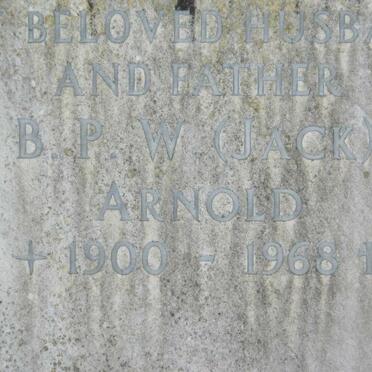 BELOVED HUSBA
AND FATHER
B. P. W. (JACK)
ARNOLD
+ 1900 - 1968 +